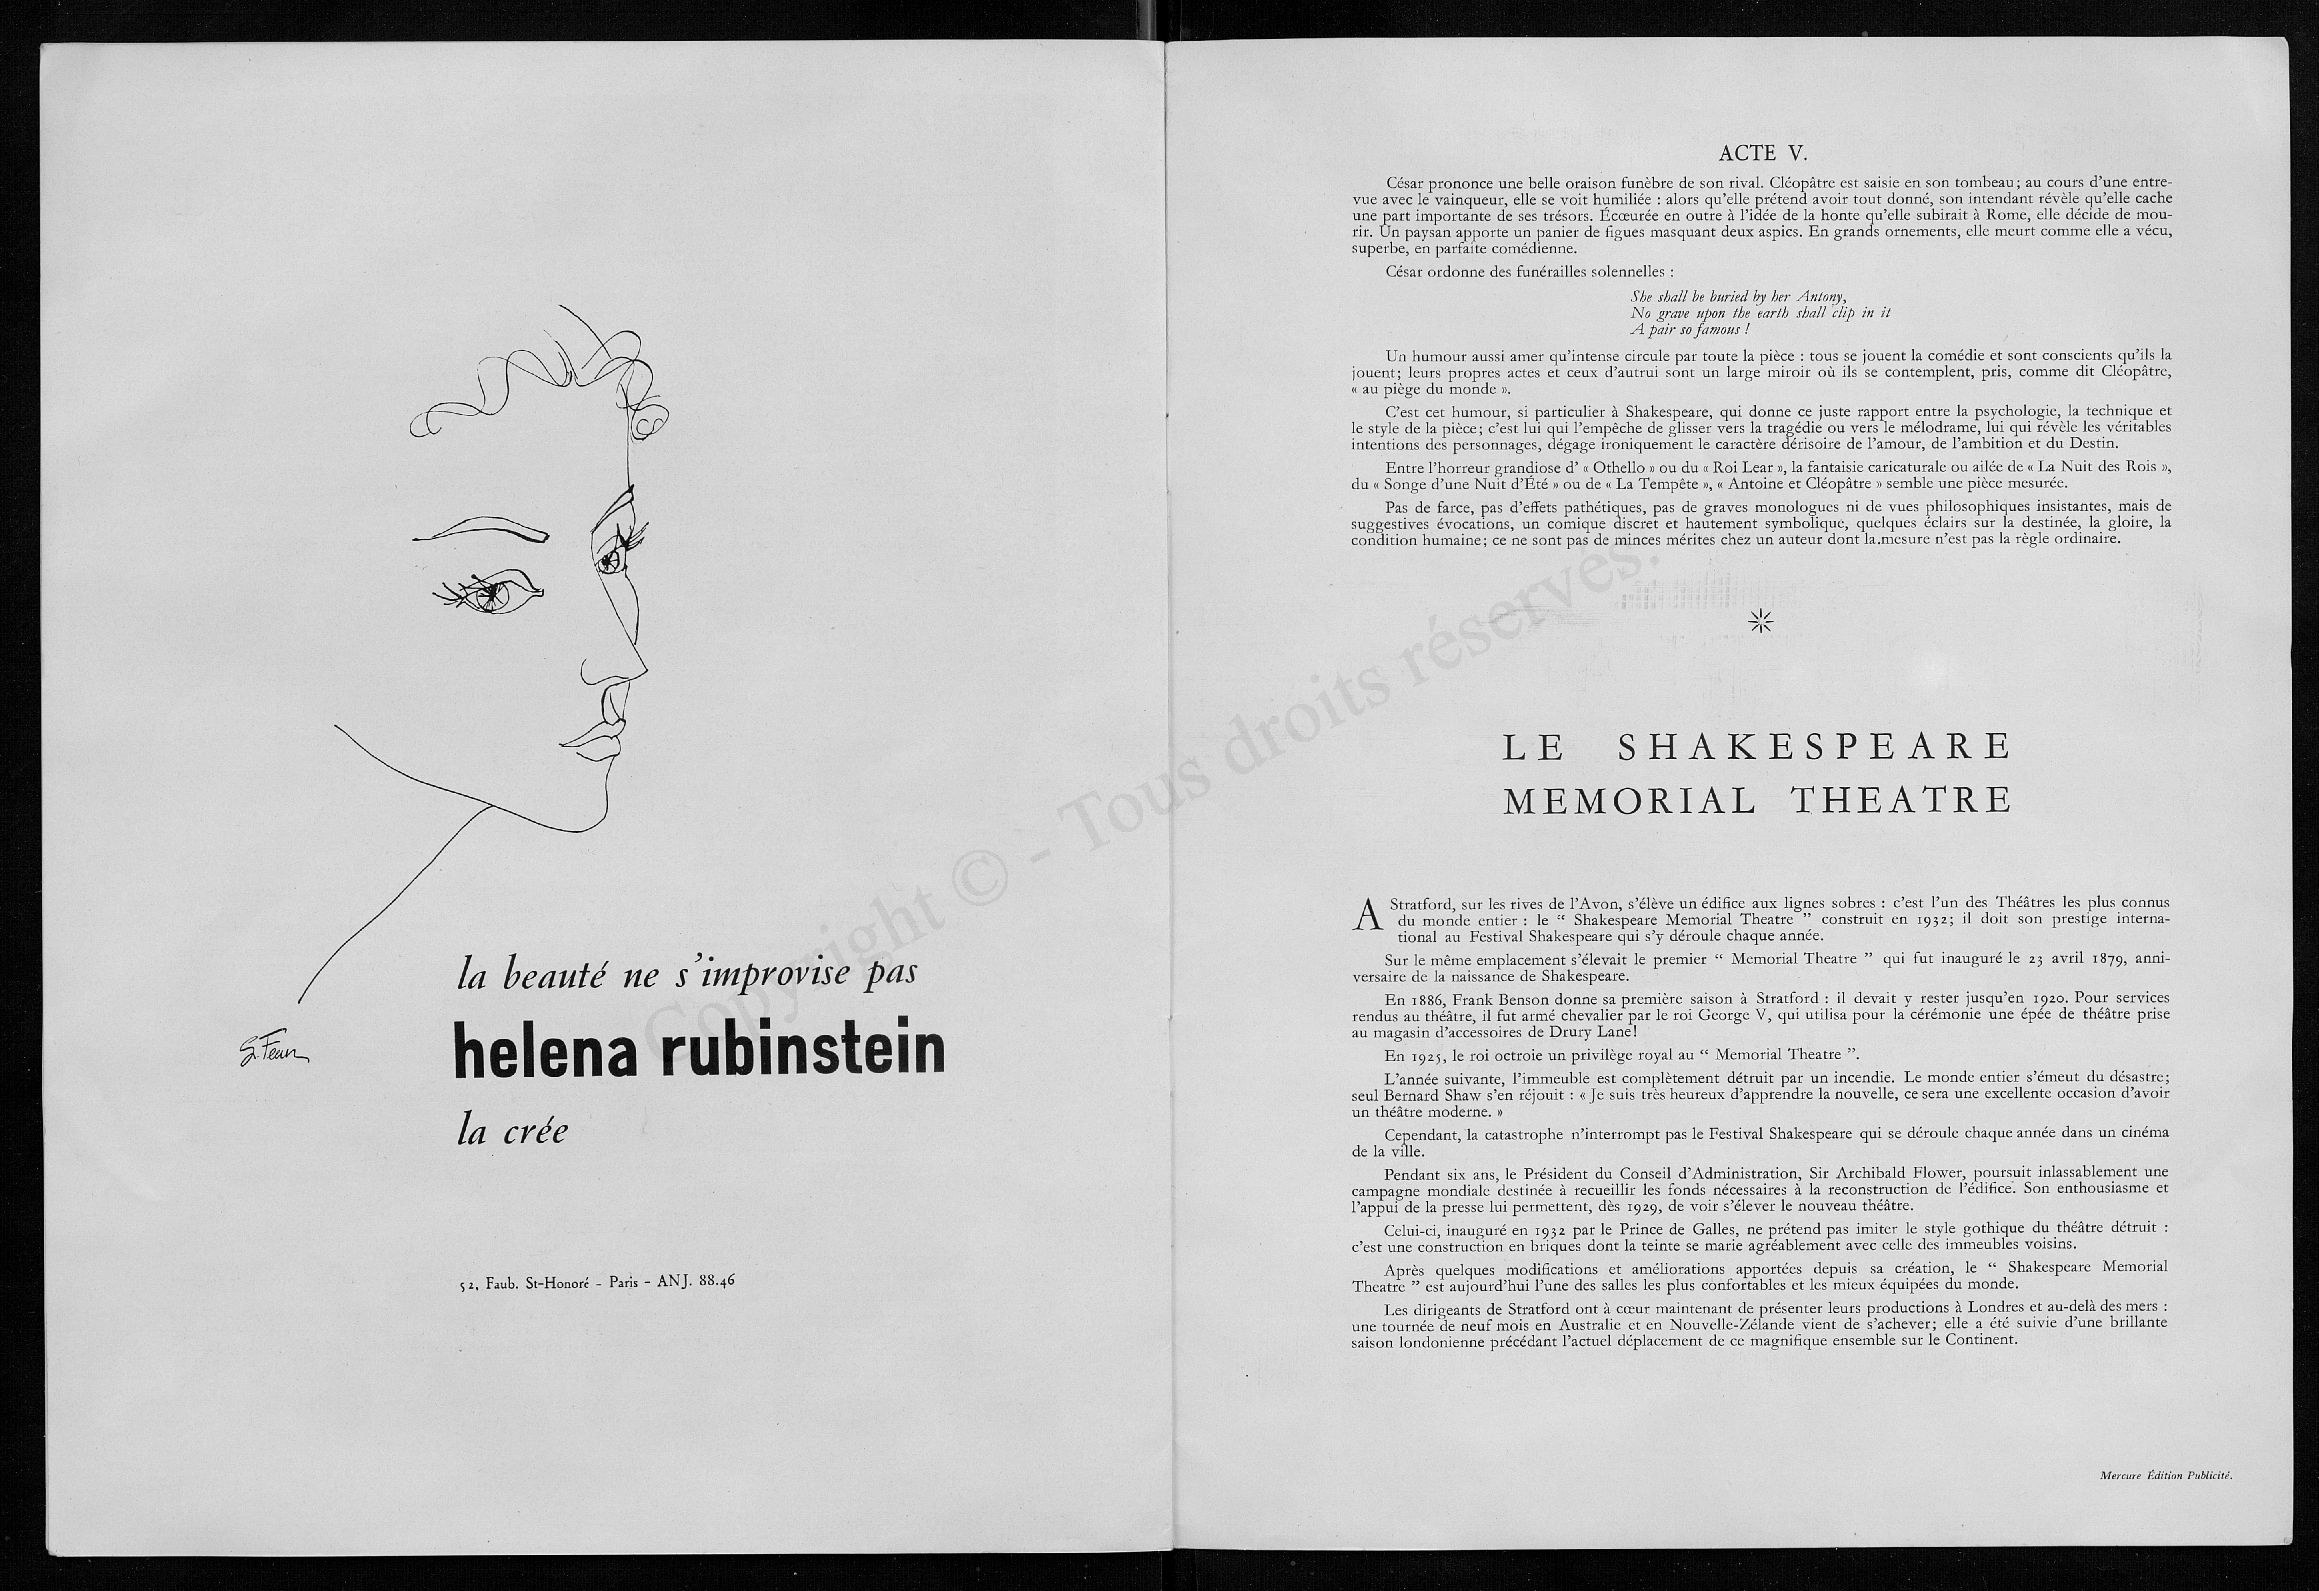 la beauté ne s'improvise pas
helena rubinstein
la crée
52, Faub. St-Honoré - Paris - ANJ. 88.46
ACTE V.
César prononce une belle oraison funèbre de son rival. Cléopâtre est saisie en son tombeau; au cours d'une entre-
vue avec le vainqueur, elle se voit humiliée : alors qu'elle prétend avoir tout donné, son intendant révèle qu'elle cache
une part importante de ses trésors. Écœurée en outre à l'idée de la honte qu'elle subirait à Rome, elle décide de mou-
rir. Un paysan apporte un panier de figues masquant deux aspics. En grands ornements, elle meurt comme elle a vécu,
superbe, en parfaite comédienne.
César ordonne des funérailles solennelles :
She shall be buried by her Antony,
No grave upon the earth shall clip in it
A pair so famous !
Un humour aussi amer qu'intense circule par toute la pièce : tous se jouent la comédie et sont conscients qu'ils la
jouent; leurs propres actes et ceux d'autrui sont un large miroir où ils se contemplent, pris, comme dit Cléopâtre,
« au piège du monde ».
C'est cet humour, si particulier à Shakespeare, qui donne ce juste rapport entre la psychologie, la technique et
le style de la pièce; c'est lui qui l'empêche de glisser vers la tragédie ou vers le mélodrame, lui qui révèle les véritables
intentions des personnages, dégage ironiquement le caractère dérisoire de l'amour, de l'ambition et du Destin.
Entre l'horreur grandiose d' « Othello » ou du « Roi Lear », la fantaisie caricaturale ou ailée de « La Nuit des Rois »,
du « Songe d'une Nuit d'Été » ou de « La Tempête », « Antoine et Cléopâtre » semble une pièce mesurée.
Pas de farce, pas d'effets pathétiques, pas de graves monologues ni de vues philosophiques insistantes, mais de
suggestives évocations, un comique discret et hautement symbolique, quelques éclairs sur la destinée, la gloire, la
condition humaine; ce ne sont pas de minces mérites chez un auteur dont la mesure n'est pas la règle ordinaire.
LE SHAKESPEARE
MEMORIAL THEATRE
A Stratford, sur les rives de l'Avon, s'élève un édifice aux lignes sobres : c'est l'un des Théâtres les plus connus
du monde entier : le “ Shakespeare Memorial Theatre ” construit en 1932; il doit son prestige interna-
tional au Festival Shakespeare qui s'y déroule chaque année.
Sur le même emplacement s'élevait le premier “ Memorial Theatre ” qui fut inauguré le 23 avril 1879, anni-
versaire de la naissance de Shakespeare.
En 1886, Frank Benson donne sa première saison à Stratford : il devait y rester jusqu'en 1920. Pour services
rendus au théâtre, il fut armé chevalier par le roi George V, qui utilisa pour la cérémonie une épée de théâtre prise
au magasin d'accessoires de Drury Lane!
En 1925, le roi octroie un privilège royal au “ Memorial Theatre ”.
L'année suivante, l'immeuble est complètement détruit par un incendie. Le monde entier s'émeut du désastre;
seul Bernard Shaw s'en réjouit : « Je suis très heureux d'apprendre la nouvelle, ce sera une excellente occasion d'avoir
un théâtre moderne. »
Cependant, la catastrophe n'interrompt pas le Festival Shakespeare qui se déroule chaque année dans un cinéma
de la ville.
Pendant six ans, le Président du Conseil d'Administration, Sir Archibald Flower, poursuit inlassablement une
campagne mondiale destinée à recueillir les fonds nécessaires à la reconstruction de l'édifice. Son enthousiasme et
l'appui de la presse lui permettent, dès 1929, de voir s'élever le nouveau théâtre.
Celui-ci, inauguré en 1932 par le Prince de Galles, ne prétend pas imiter le style gothique du théâtre détruit :
c'est une construction en briques dont la teinte se marie agréablement avec celle des immeubles voisins.
Après quelques modifications et améliorations apportées depuis sa création, le “ Shakespeare Memorial
Theatre ” est aujourd'hui l'une des salles les plus confortables et les mieux équipées du monde.
Les dirigeants de Stratford ont à cœur maintenant de présenter leurs productions à Londres et au-delà des mers :
une tournée de neuf mois en Australie et en Nouvelle-Zélande vient de s'achever; elle a été suivie d'une brillante
saison londonienne précédant l'actuel déplacement de ce magnifique ensemble sur le Continent.
Mercure Édition Publicité.
Copyright © - Tous droits réservés.